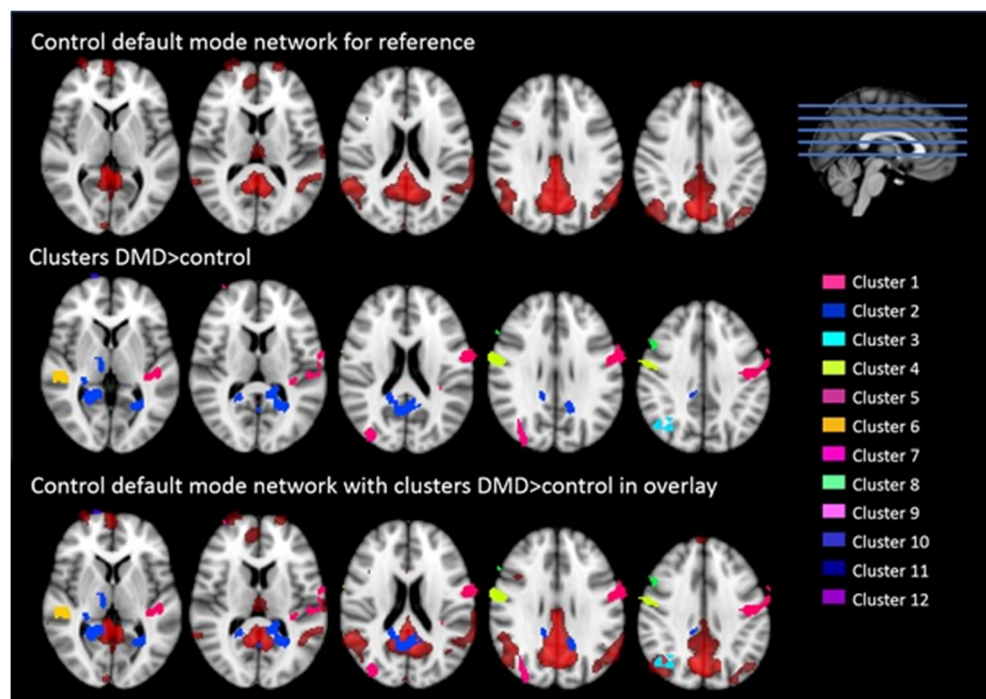 Control default mode network for reference
Clusters DMD>control
Cluster 1
Cluster 2
Cluster 3
Cluster 4
Cluster 5
Cluster 6
Cluster 7
Cluster 8
Cluster 9
Cluster 10
Cluster 11
Cluster 12
Control default mode network with clusters DMD>control in overlay